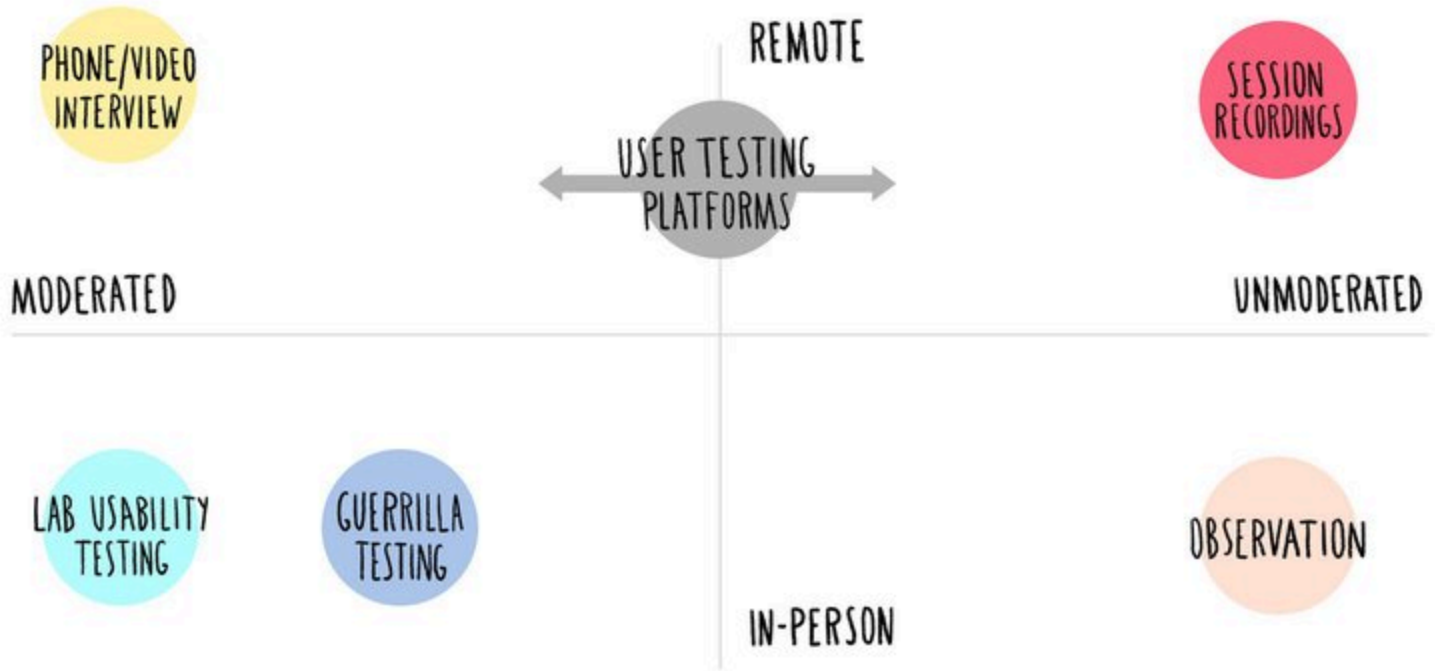 PHONE/VIDEO
INTERVIEW
REMOTE
SESSION
RECORDINGS
USER TESTING
PLATFORMS
MODERATED
UNMODERATED
LAB USABILITY
TESTING
GUERRILLA
TESTING
OBSERVATION
IN-PERSON